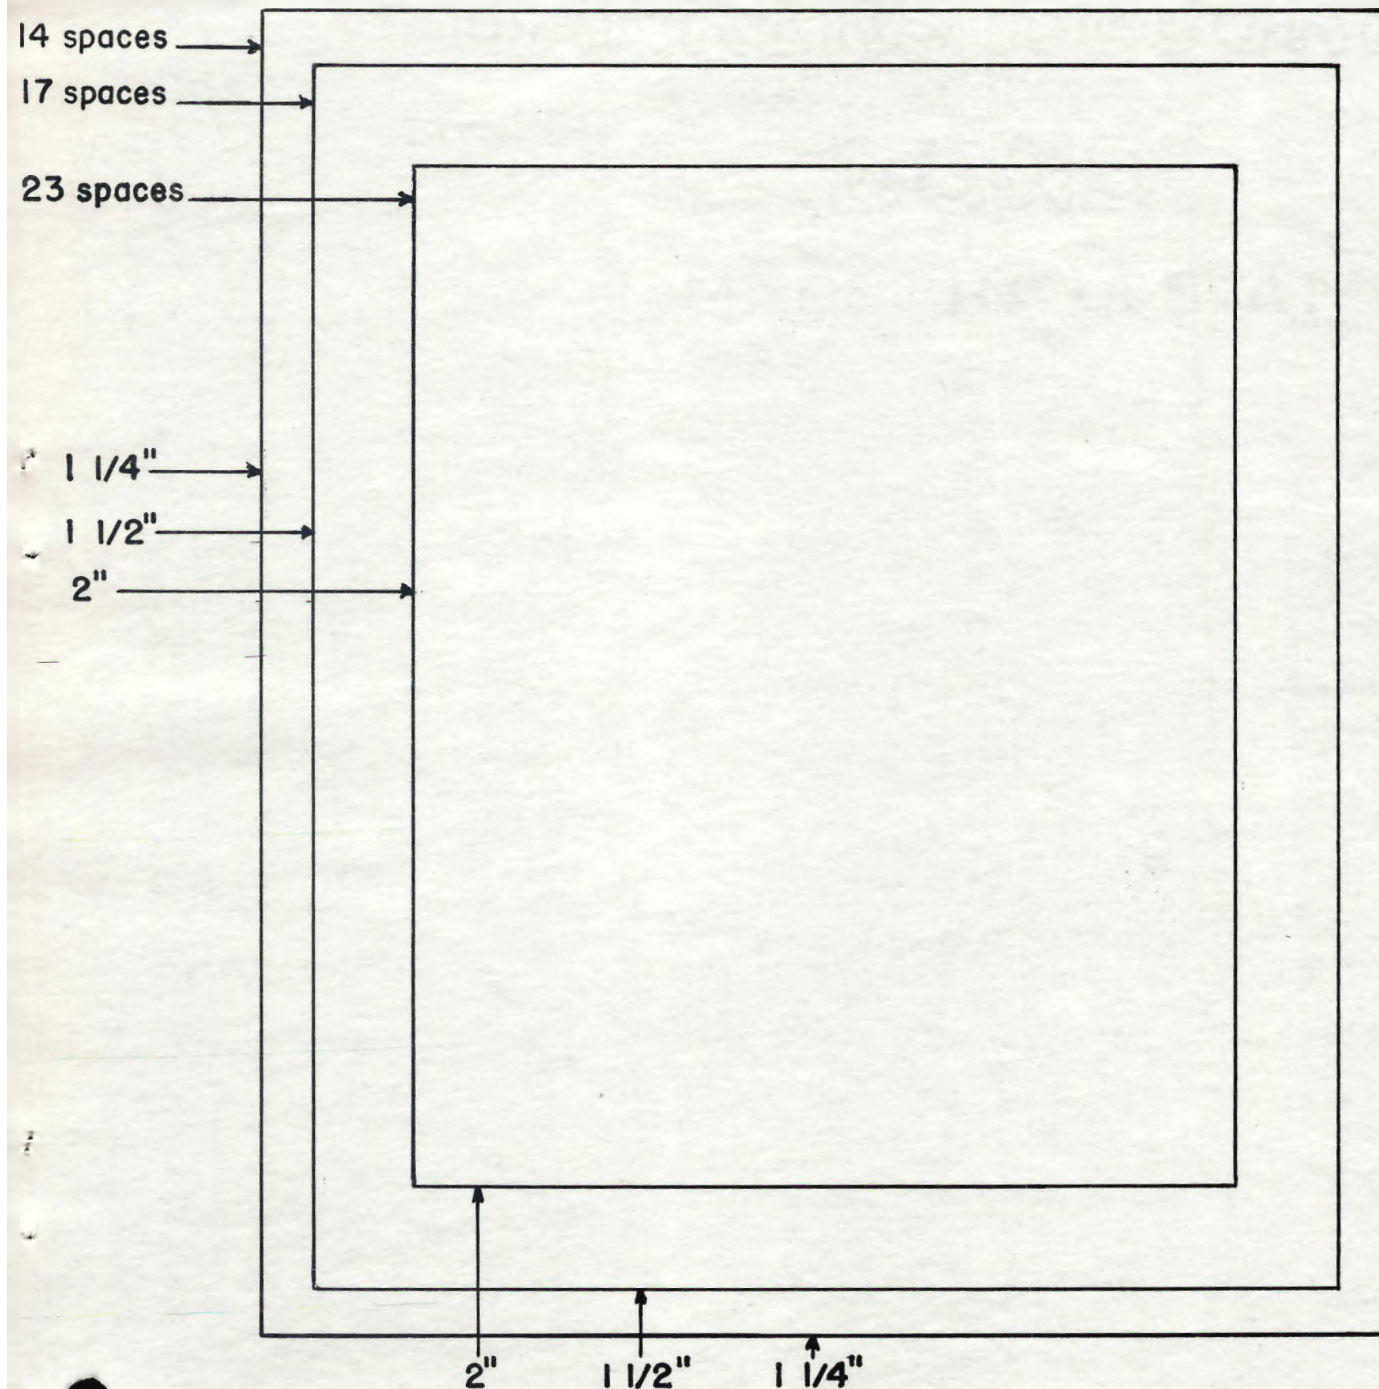 14 spaces
17 spaces
23 spaces
1 1/4"
1 1/2"
2"
2" 1 1/2" 1 1/4"